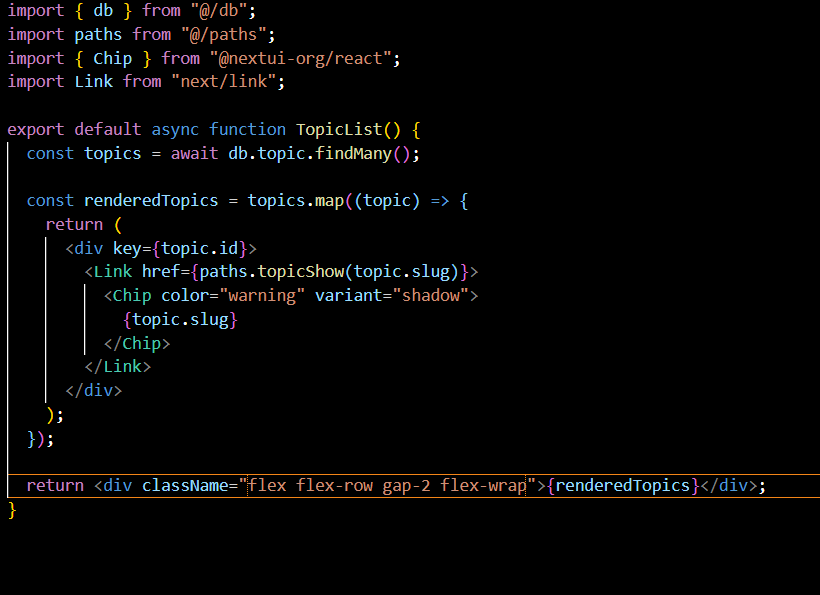 import { db } from "@/db";
import paths from "@/paths";
import { Chip } from "@nextui-org/react";
import Link from "next/link";

export default async function TopicList() {
  const topics = await db.topic.findMany();

  const renderedTopics = topics.map((topic) => {
    return (
      <div key={topic.id}>
        <Link href={paths.topicShow(topic.slug)}>
          <Chip color="warning" variant="shadow">
            {topic.slug}
          </Chip>
        </Link>
      </div>
    );
  });

  return <div className="flex flex-row gap-2 flex-wrap">{renderedTopics}</div>;
}